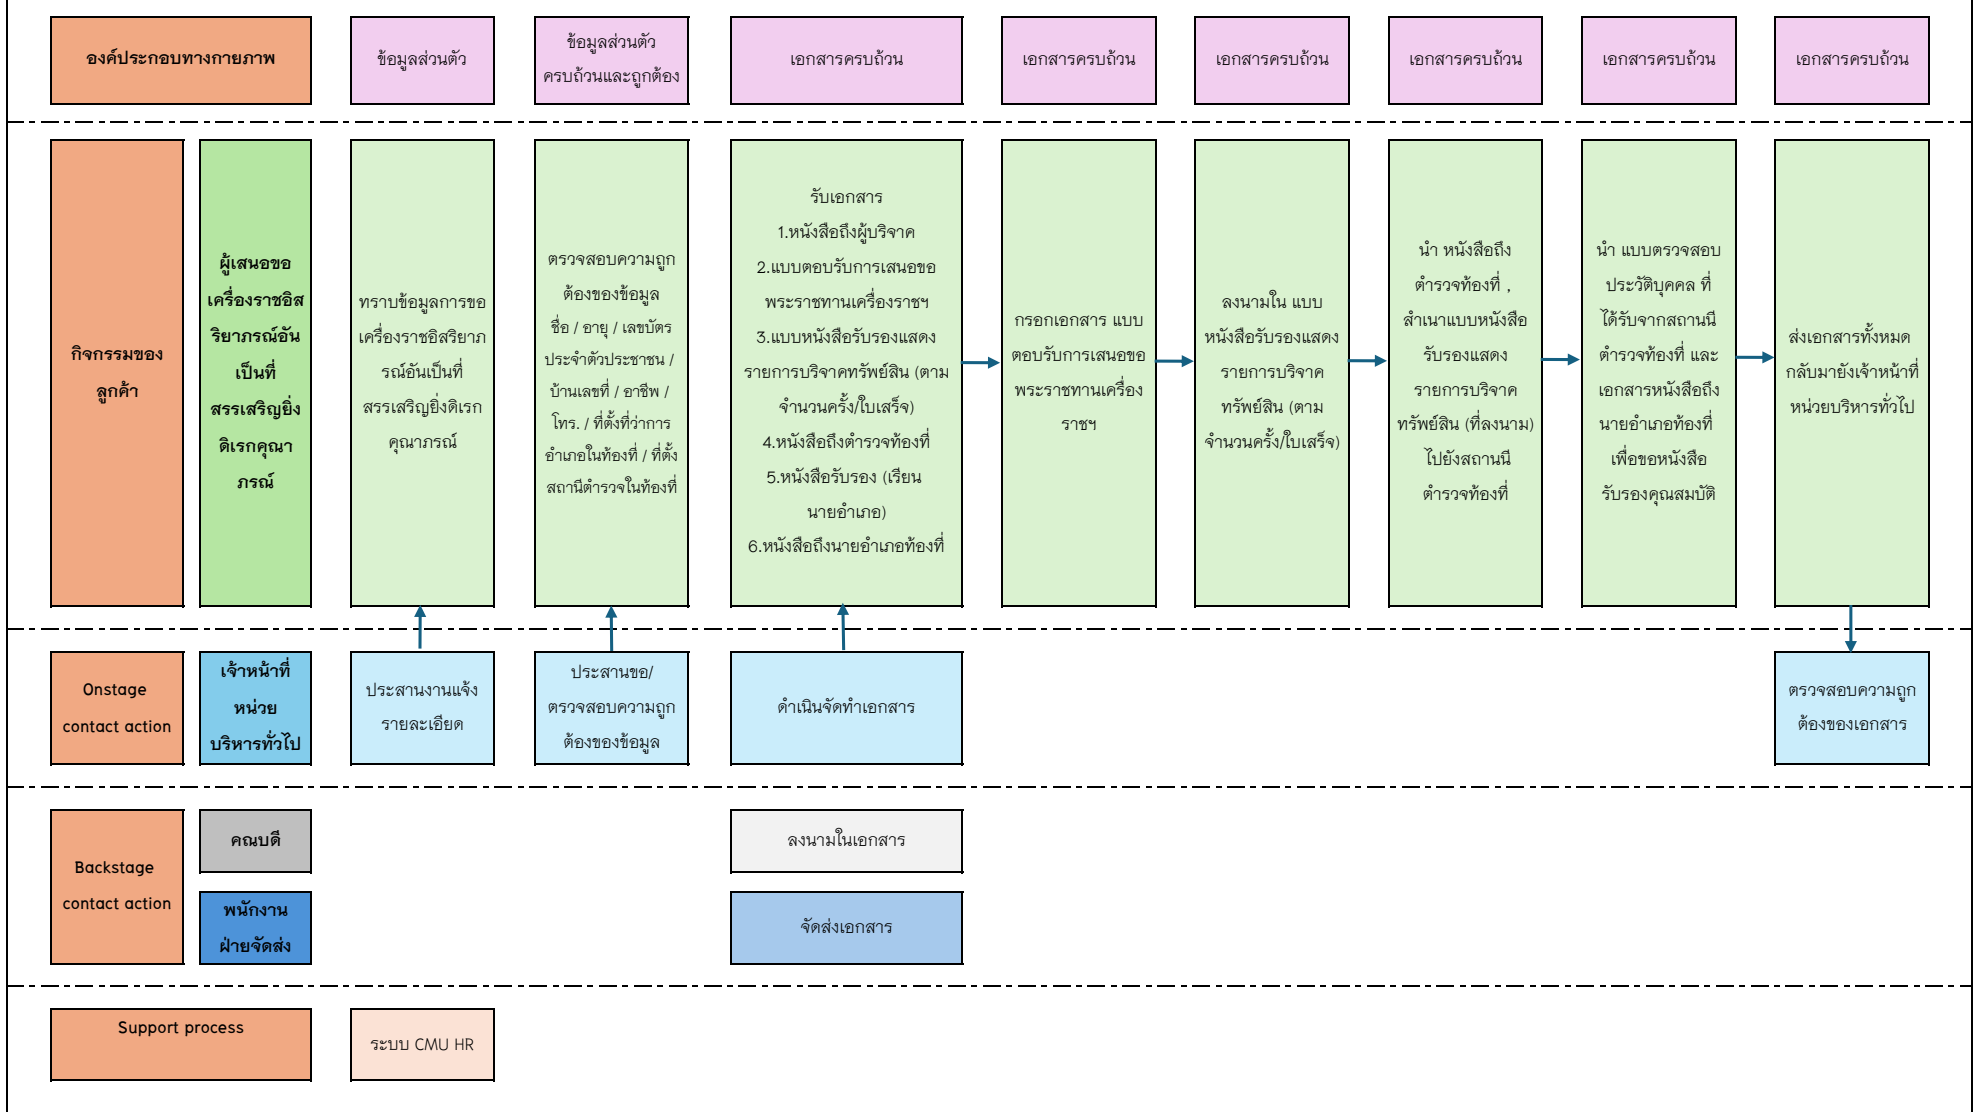 องค์ประกอบทางกายภาพ
ข้อมูลส่วนตัว
ข้อมูลส่วนตัว
ครบถ้วนและถูกต้อง
เอกสารครบถ้วน
เอกสารครบถ้วน
เอกสารครบถ้วน
เอกสารครบถ้วน
เอกสารครบถ้วน
เอกสารครบถ้วน
กิจกรรมของ
ลูกค้า
ผู้เสนอขอ
เครื่องราชอิส
ริยาภรณ์อัน
เป็นที่
สรรเสริญยิ่ง
ดิเรกคุณา
ภรณ์
ทราบข้อมูลการขอ
เครื่องราชอิสริยาภ
รณ์อันเป็นที่
สรรเสริญยิ่งดิเรก
คุณาภรณ์
ตรวจสอบความถูก
ต้องของข้อมูล
ชื่อ / อายุ / เลขบัตร
ประจำตัวประชาชน /
บ้านเลขที่ / อาชีพ /
โทร. / ที่ตั้งที่ว่าการ
อำเภอในท้องที่ / ที่ตั้ง
สถานีตำรวจในท้องที่
รับเอกสาร
1.หนังสือถึงผู้บริจาค
2.แบบตอบรับการเสนอขอ
พระราชทานเครื่องราชฯ
3.แบบหนังสือรับรองแสดง
รายการบริจาคทรัพย์สิน (ตาม
จำนวนครั้ง/ใบเสร็จ)
4.หนังสือถึงตำรวจท้องที่
5.หนังสือรับรอง (เรียน
นายอำเภอ)
6.หนังสือถึงนายอำเภอท้องที่
กรอกเอกสาร แบบ
ตอบรับการเสนอขอ
พระราชทานเครื่อง
ราชฯ
ลงนามใน แบบ
หนังสือรับรองแสดง
รายการบริจาค
ทรัพย์สิน (ตาม
จำนวนครั้ง/ใบเสร็จ)
นำ หนังสือถึง
ตำรวจท้องที่ ,
สำเนาแบบหนังสือ
รับรองแสดง
รายการบริจาค
ทรัพย์สิน (ที่ลงนาม)
ไปยังสถานนี
ตำรวจท้องที่
นำ แบบตรวจสอบ
ประวัติบุคคล ที่
ได้รับจากสถานนี
ตำรวจท้องที่ และ
เอกสารหนังสือถึง
นายอำเภอท้องที่
เพื่อขอหนังสือ
รับรองคุณสมบัติ
ส่งเอกสารทั้งหมด
กลับมายังเจ้าหน้าที่
หน่วยบริหารทั่วไป
Onstage
contact action
เจ้าหน้าที่
หน่วย
บริหารทั่วไป
ประสานงานแจ้ง
รายละเอียด
ประสานขอ/
ตรวจสอบความถูก
ต้องของข้อมูล
ดำเนินจัดทำเอกสาร
ตรวจสอบความถูก
ต้องของเอกสาร
Backstage
contact action
คณบดี
ลงนามในเอกสาร
พนักงาน
ฝ่ายจัดส่ง
จัดส่งเอกสาร
Support process
ระบบ CMU HR